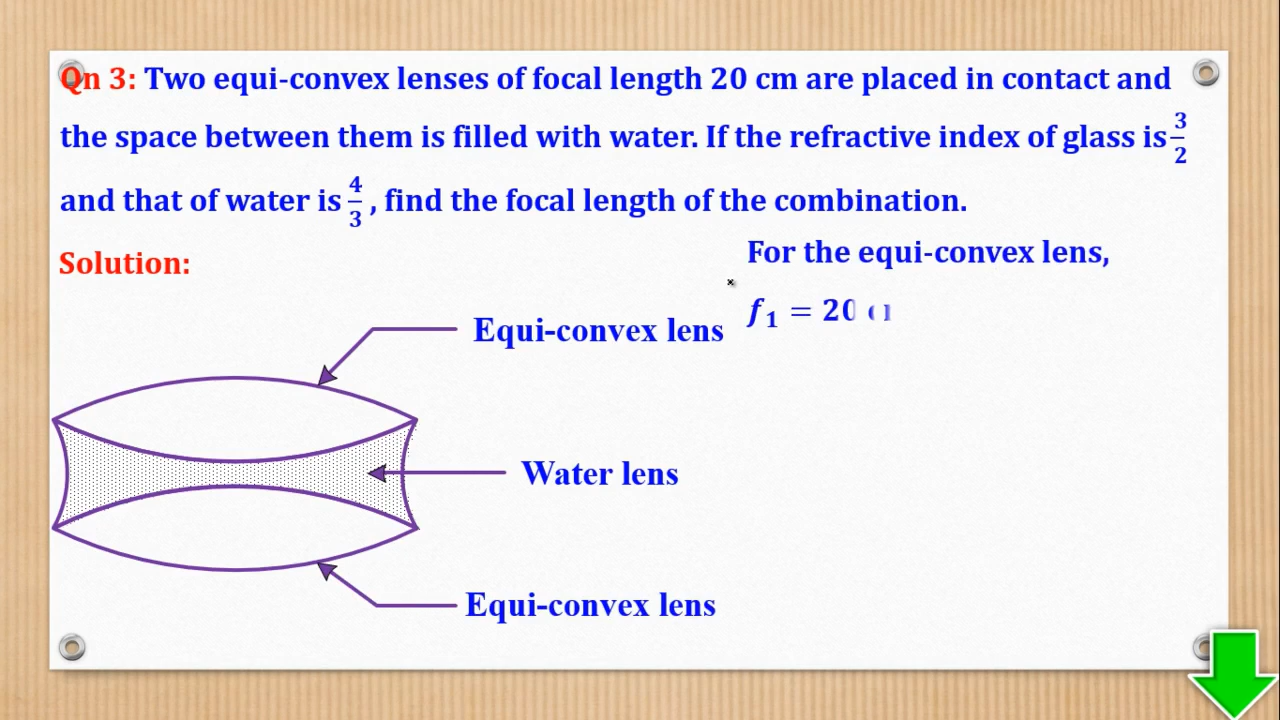 Qn 3: Two equi-convex lenses of focal length 20 cm are placed in contact and
the space between them is filled with water. If the refractive index of glass is 3/2
and that of water is 4/3, find the focal length of the combination.
Solution:
For the equi-convex lens,
f₁ = 20
Equi-convex lens
Water lens
Equi-convex lens